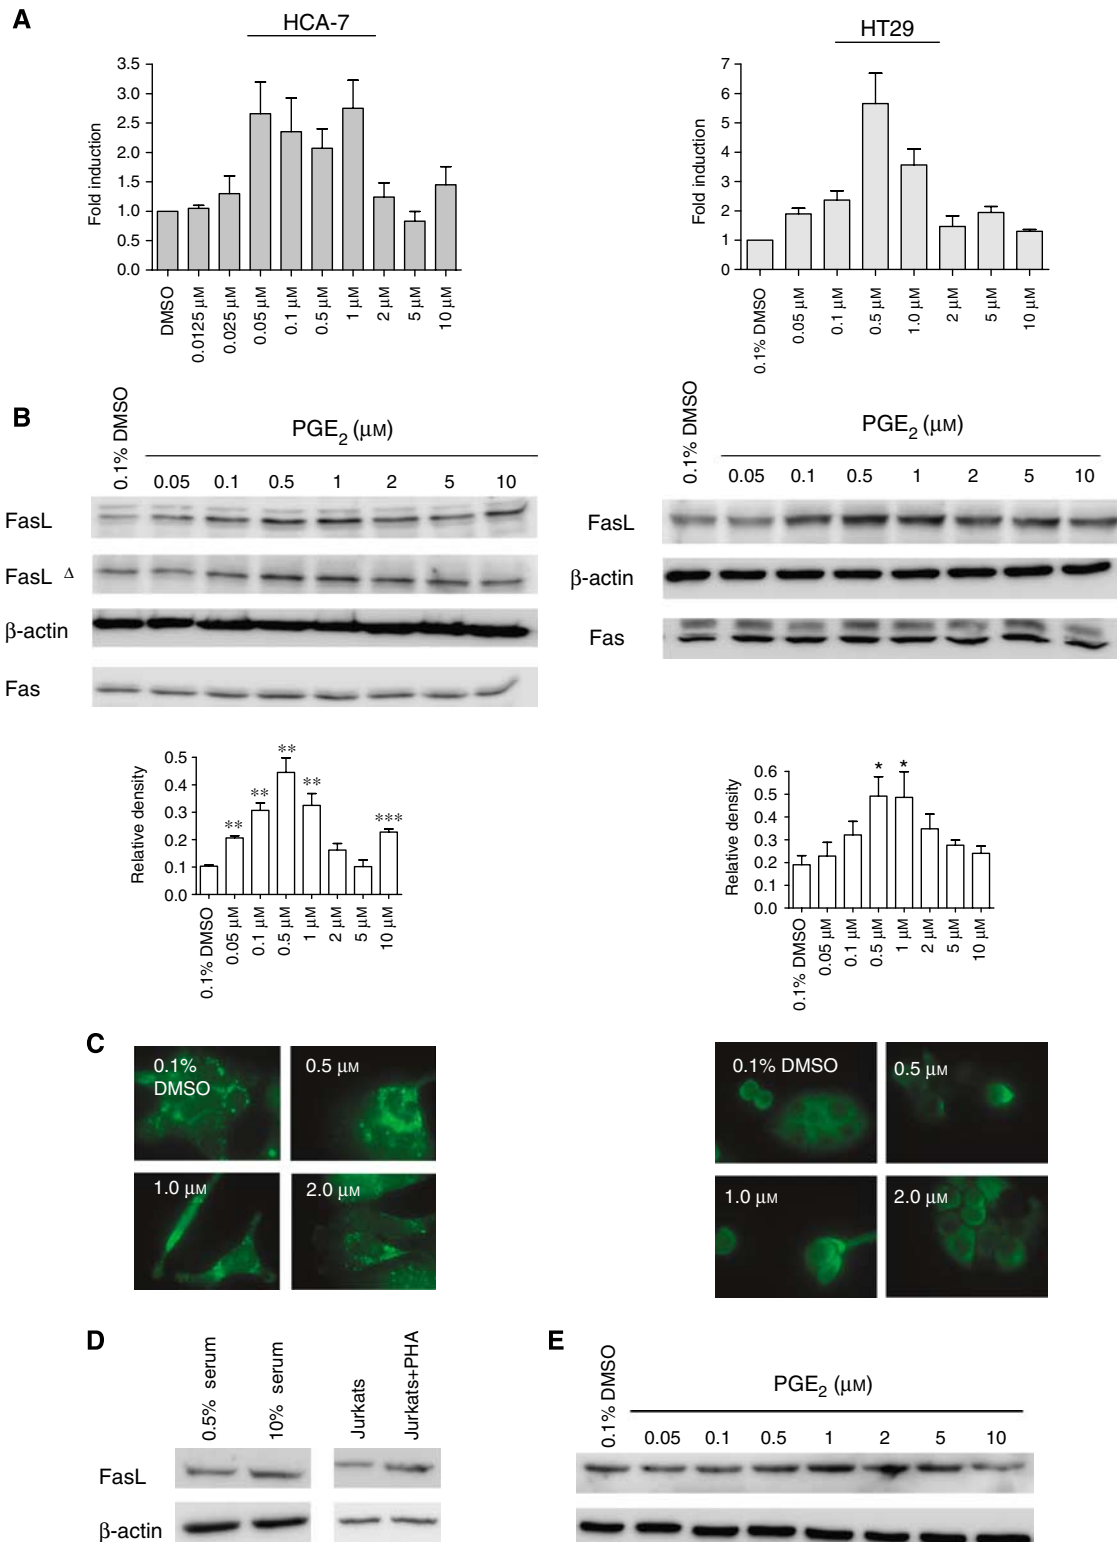 A
HCA-7
3.5
3.0
2.5
2.0
1.5
1.0
0.5
0.0
Fold induction
DMSO
0.0125 µM
0.025 µM
0.05 µM
0.1 µM
0.5 µM
1 µM
2 µM
5 µM
10 µM
HT29
7
6
5
4
3
2
1
0
Fold induction
0.1% DMSO
0.05 µM
0.1 µM
0.5 µM
1.0 µM
2 µM
5 µM
10 µM
B
0.1% DMSO
PGE2 (µM)
0.05 0.1 0.5 1 2 5 10
FasL
FasL Δ
β-actin
Fas
0.1% DMSO
PGE2 (µM)
0.05 0.1 0.5 1 2 5 10
FasL
β-actin
Fas
0.5
0.4
0.3
0.2
0.1
0.0
Relative density
** ** ** ** ***
0.1% DMSO
0.05 µM
0.1 µM
0.5 µM
1 µM
2 µM
5 µM
10 µM
0.6
0.5
0.4
0.3
0.2
0.1
0.0
Relative density
* *
0.1% DMSO
0.05 µM
0.1 µM
0.5 µM
1 µM
2 µM
5 µM
10 µM
C
0.1%
DMSO
0.5 µM
1.0 µM
2.0 µM
0.1% DMSO
0.5 µM
1.0 µM
2.0 µM
D
0.5% serum
10% serum
Jurkats
Jurkats+PHA
FasL
β-actin
E
0.1% DMSO
PGE2 (µM)
0.05 0.1 0.5 1 2 5 10